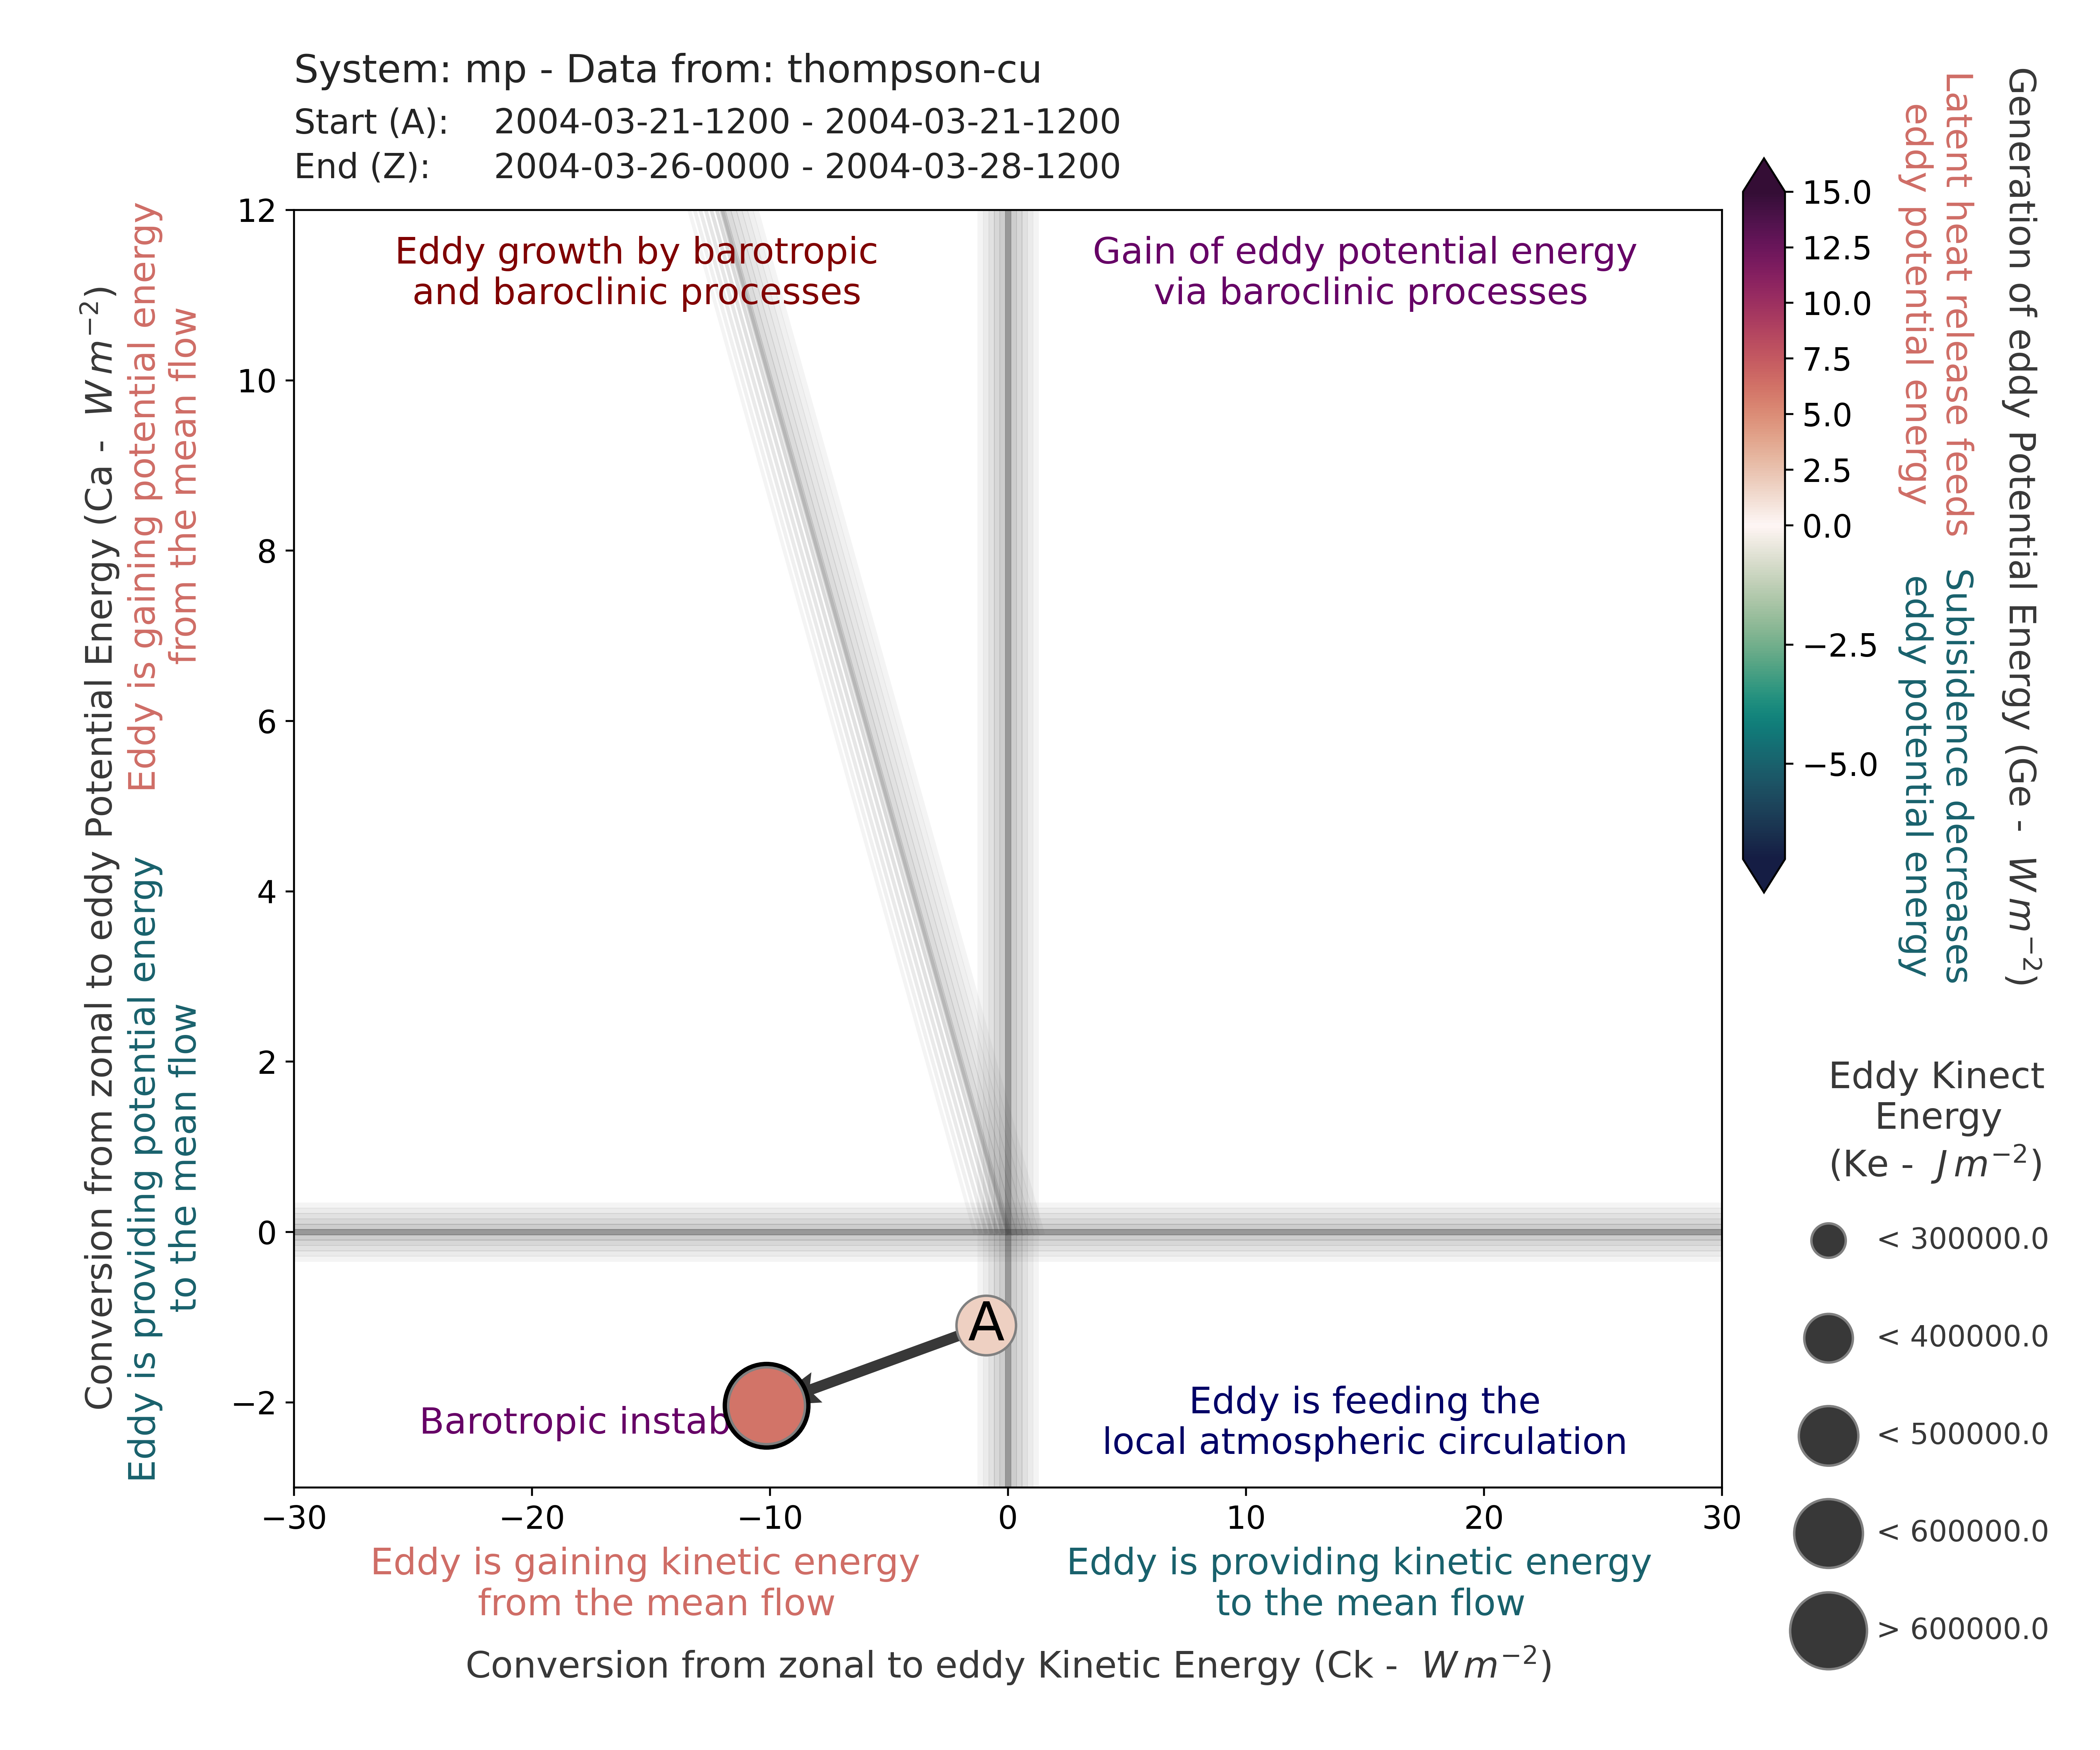 System: mp - Data from: thompson-cu
Start (A): 2004-03-21-1200 - 2004-03-21-1200
End (Z): 2004-03-26-0000 - 2004-03-28-1200
Conversion from zonal to eddy Potential Energy (Ca - W m⁻²)
Eddy is gaining potential energy
from the mean flow
Eddy is providing potential energy
to the mean flow
12
10
8
6
4
2
0
−2
Eddy growth by barotropic
and baroclinic processes
Gain of eddy potential energy
via baroclinic processes
A
Barotropic instab
Eddy is feeding the
local atmospheric circulation
−30
−20
−10
0
10
20
30
Eddy is gaining kinetic energy
from the mean flow
Eddy is providing kinetic energy
to the mean flow
Conversion from zonal to eddy Kinetic Energy (Ck - W m⁻²)
15.0
12.5
10.0
7.5
5.0
2.5
0.0
−2.5
−5.0
Latent heat release feeds
eddy potential energy
Subisidence decreases
eddy potential energy
Generation of eddy Potential Energy (Ge - W m⁻²)
Eddy Kinect
Energy
(Ke - J m⁻²)
< 300000.0
< 400000.0
< 500000.0
< 600000.0
> 600000.0